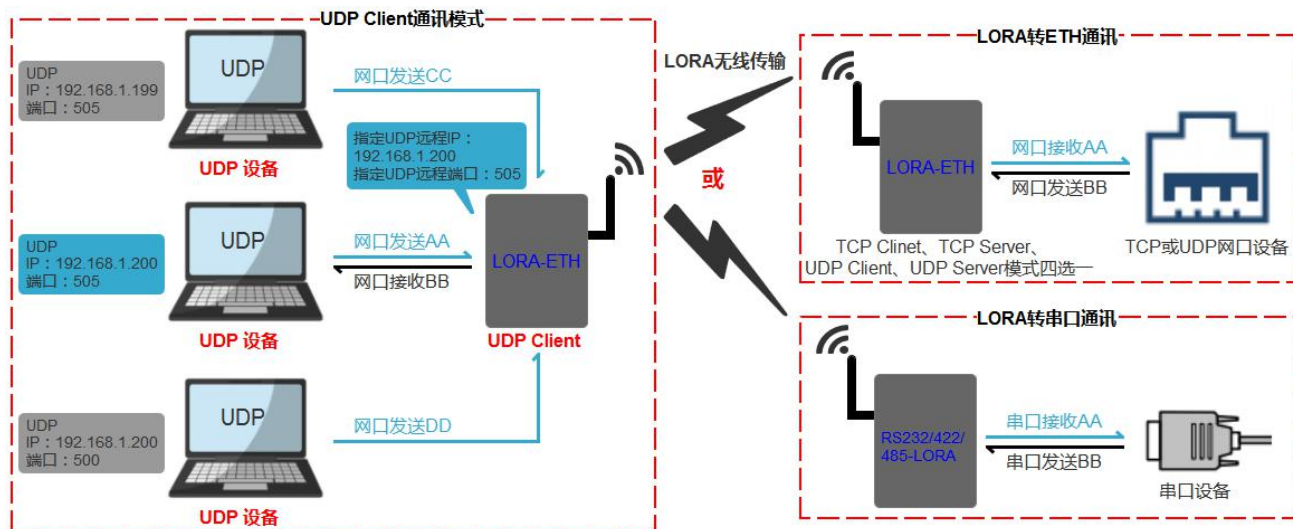 UDP Client通讯模式
UDP
IP：192.168.1.199
端口：505
UDP
网口发送CC
UDP 设备
指定UDP远程IP：
192.168.1.200
指定UDP远程端口：505
UDP
IP：192.168.1.200
端口：505
UDP
网口发送AA
网口接收BB
UDP 设备
LORA-ETH
UDP Client
UDP
IP：192.168.1.200
端口：500
UDP
网口发送DD
UDP 设备
LORA无线传输
或
LORA转ETH通讯
LORA-ETH
网口接收AA
网口发送BB
TCP Clinet、TCP Server、
UDP Client、UDP Server模式四选一
TCP或UDP网口设备
LORA转串口通讯
RS232/422/
485-LORA
串口接收AA
串口发送BB
串口设备